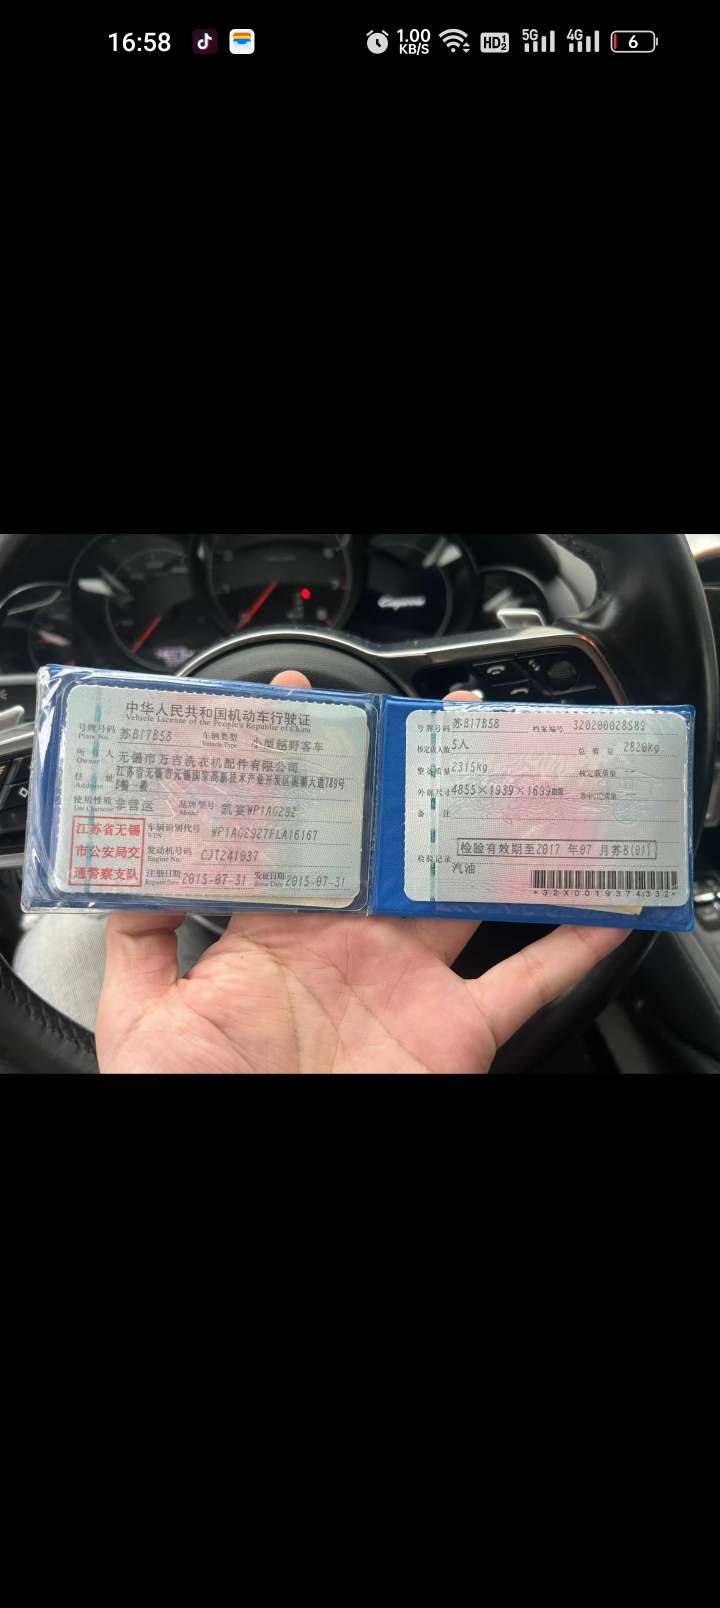 16:58
1.00
KB/S
HD
5G
4G
6
Cayenne
中华人民共和国机动车行驶证
Vehicle License of the People's Republic of China
号牌号码 苏B17B58 车辆类型 小型越野客车
Plate No. Vehicle Type
所有人 无锡市万吉洗衣机配件有限公司
Owner
住址 江苏省无锡市无锡国家高新技术产业开发区南湖大道789号
Address
使用性质 非营运 品牌型号 凯宴WP1AG292
Use Character Model
江苏省无锡
市公安局交
通警察支队
车辆识别代号 WP1AG2927FLA16167
VIN
发动机号码 CJT241037
Engine No.
注册日期 2015-07-31 发证日期 2015-07-31
Register Date Issue Date
号牌号码 苏B17B58 档案编号 320200028589
核定载人数 5人 总质量 2820kg
整备质量 2315kg 核定载质量 --
外廓尺寸 4855×1939×1699mm --
备注
检验有效期至2017 年07 月苏B(01)
检验记录
汽油
*32X0019374332*